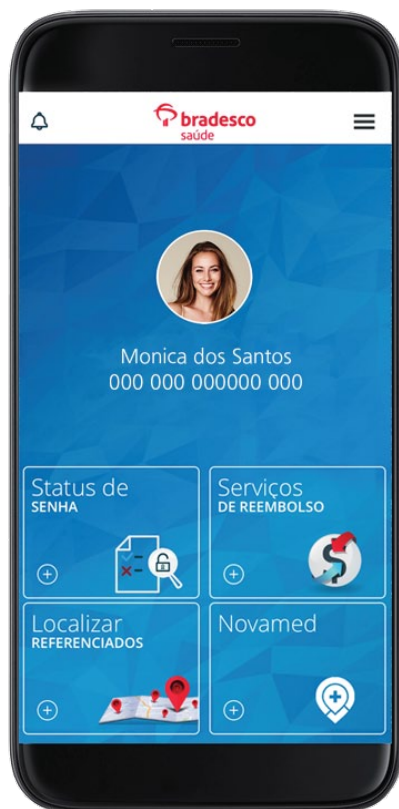 bradesco
saúde
Monica dos Santos
000 000 000000 000
Status de
SENHA
Serviços
DE REEMBOLSO
Localizar
REFERENCIADOS
Novamed